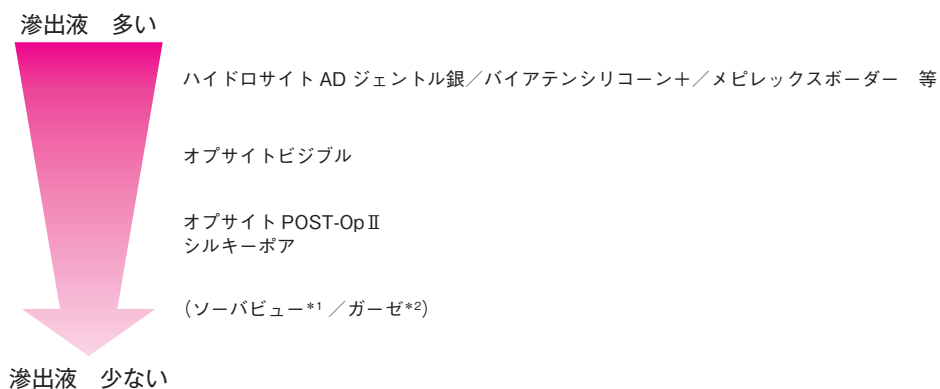 滲出液　多い
ハイドロサイト AD ジェントル銀／バイアテンシリコーン＋／メピレックスボーダー　等
オプサイトビジブル
オプサイト POST-Op Ⅱ
シルキーポア
（ソーバビュー*1 ／ガーゼ*2）
滲出液　少ない